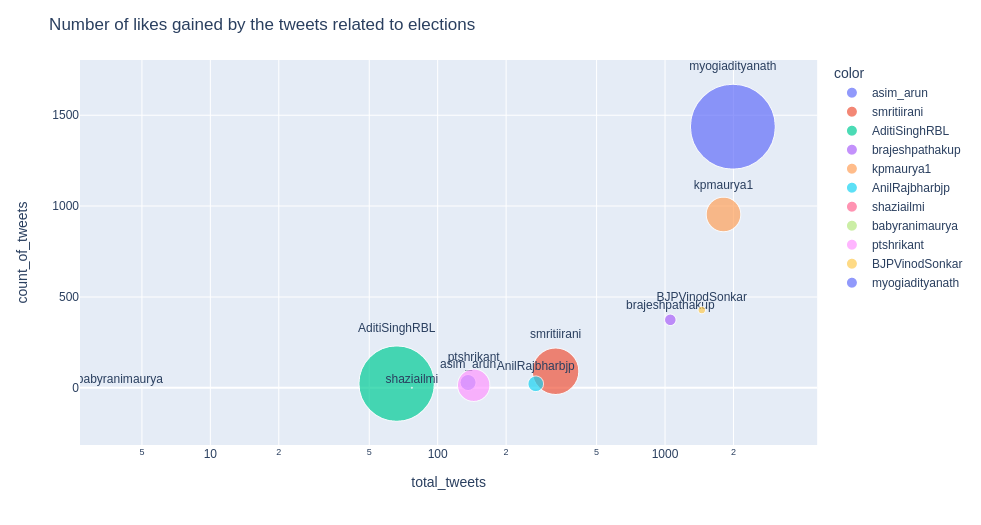 Number of likes gained by the tweets related to elections
myogiadityanath
kpmaurya1
BJPVinodSonkar
brajeshpathakup
AditiSinghRBL
smritiirani
ptshrikant
asim_arun
AnilRajbharbjp
shaziailmi
babyranimaurya
1500
1000
500
0
5
10
2
5
100
2
5
1000
2
total_tweets
count_of_tweets
color
asim_arun
smritiirani
AditiSinghRBL
brajeshpathakup
kpmaurya1
AnilRajbharbjp
shaziailmi
babyranimaurya
ptshrikant
BJPVinodSonkar
myogiadityanath